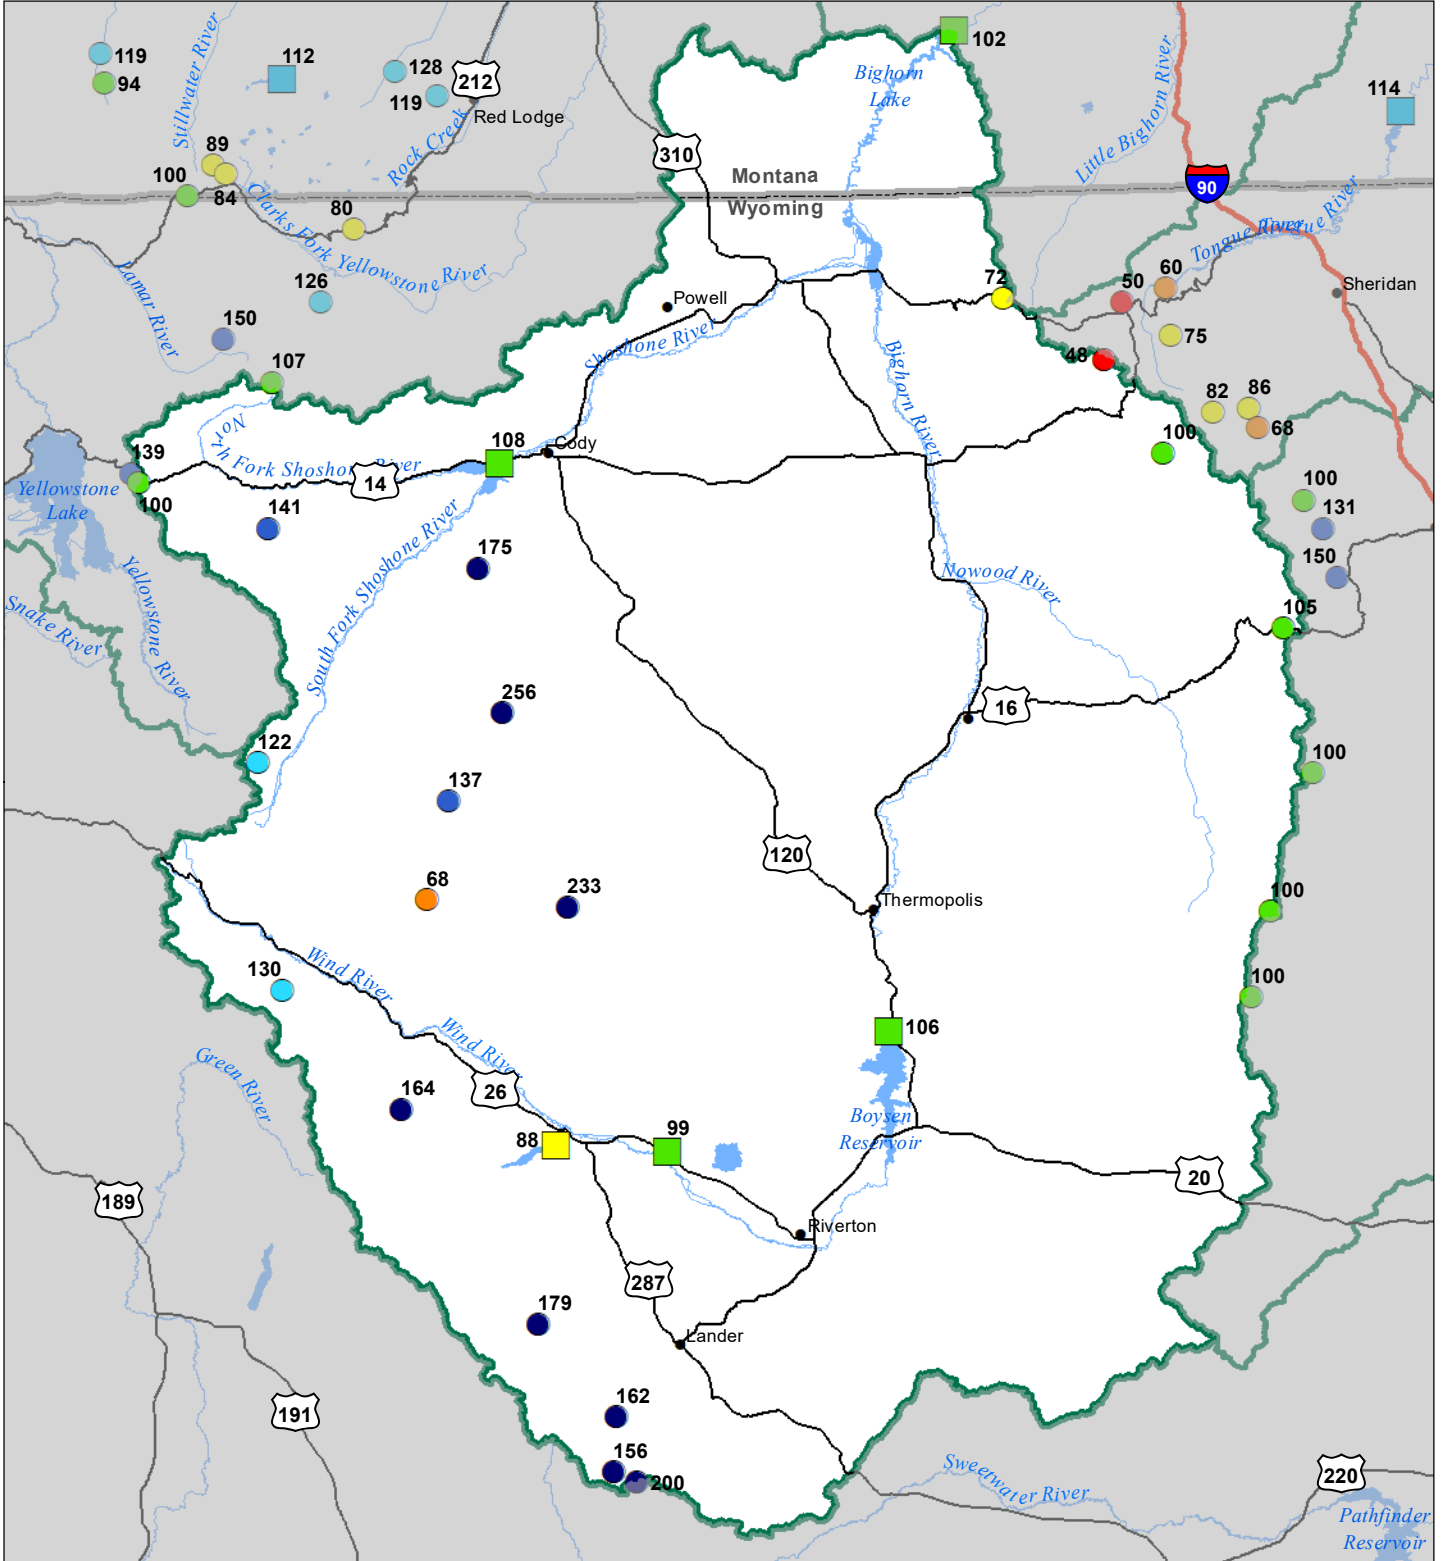 119
94
Stillwater River
112
128
119
212
Red Lodge
Rock Creek
102
Bighorn
Lake
Little Bighorn River
114
310
Montana
Wyoming
90
89
100
84
80
Clarks Fork Yellowstone River
Tongue River
Tongue River
Lamar River
126
150
107
Powell
Shoshone River
72
50
60
Sheridan
75
48
Bighorn River
82
86
68
100
North Fork Shoshone River
14
108
Cody
139
100
Yellowstone
Lake
141
175
South Fork Shoshone River
100
131
150
Nowood River
105
Yellowstone River
Snake River
256
122
137
16
100
120
68
233
Thermopolis
100
130
Wind River
100
106
Wind River
Green River
164
26
88
99
Boysen
Reservoir
20
189
Riverton
287
179
Lander
191
162
156
200
Sweetwater River
220
Pathfinder
Reservoir